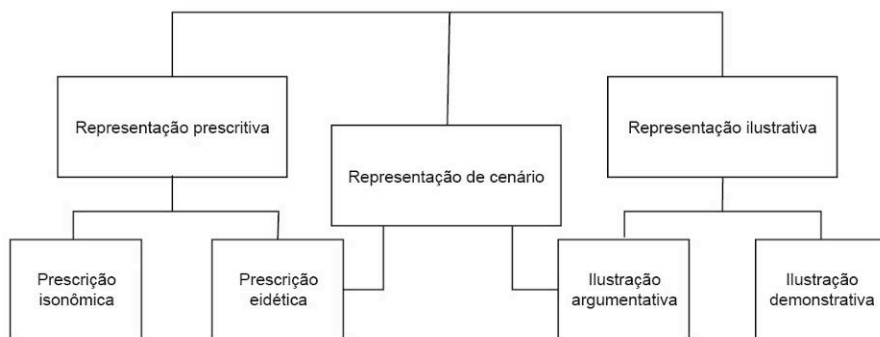 Representação prescritiva
Representação de cenário
Representação ilustrativa
Prescrição
isonômica
Prescrição
eidética
Ilustração
argumentativa
Ilustração
demonstrativa